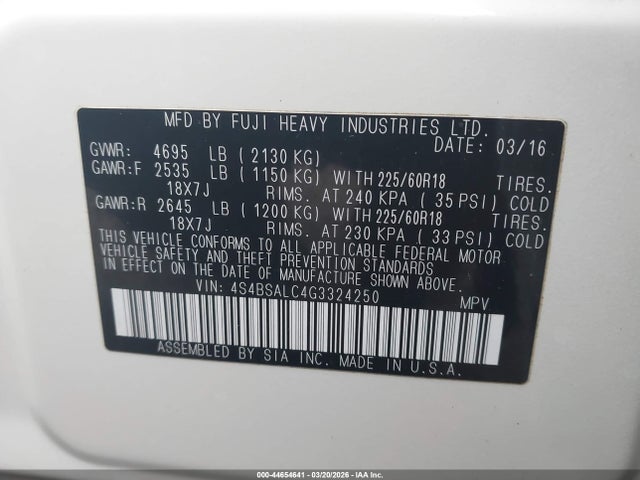 MFD BY FUJI HEAVY INDUSTRIES LTD.
DATE: 03/16
GVWR: 4695 LB ( 2130 KG)
GAWR:F 2535 LB ( 1150 KG) WITH 225/60R18 TIRES.
18X7J RIMS. AT 240 KPA ( 35 PSI) COLD
GAWR:R 2645 LB ( 1200 KG) WITH 225/60R18 TIRES.
18X7J RIMS. AT 230 KPA ( 33 PSI) COLD
THIS VEHICLE CONFORMS TO ALL APPLICABLE FEDERAL MOTOR
VEHICLE SAFETY AND THEFT PREVENTION STANDARDS
IN EFFECT ON THE DATE OF MANUFACTURE SHOWN ABOVE.
VIN: 4S4BSALC4G3324250 MPV
ASSEMBLED BY SIA INC. MADE IN U.S.A.
000-44654641 - 03/20/2026 - IAA Inc.